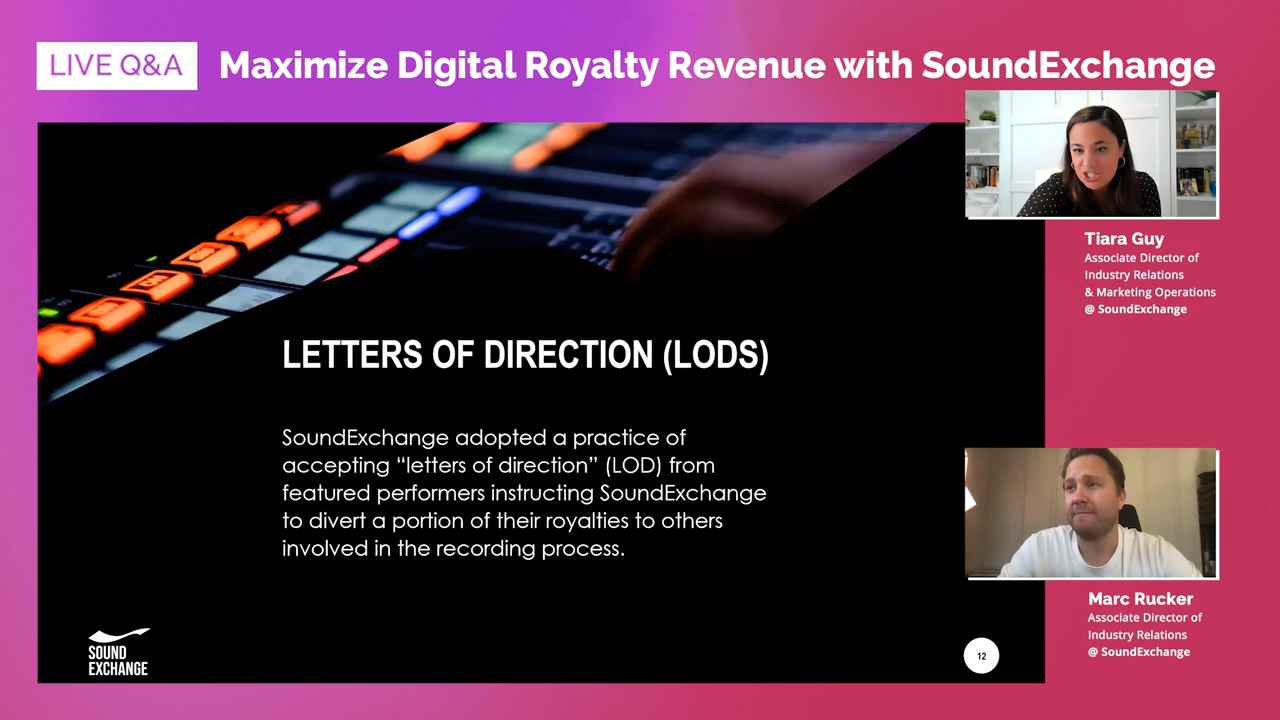 LIVE Q&A
Maximize Digital Royalty Revenue with SoundExchange
Tiara Guy
Associate Director of
Industry Relations
& Marketing Operations
@ SoundExchange
LETTERS OF DIRECTION (LODS)
SoundExchange adopted a practice of
accepting “letters of direction” (LOD) from
featured performers instructing SoundExchange
to divert a portion of their royalties to others
involved in the recording process.
Marc Rucker
Associate Director of
Industry Relations
@ SoundExchange
SOUND
EXCHANGE
12